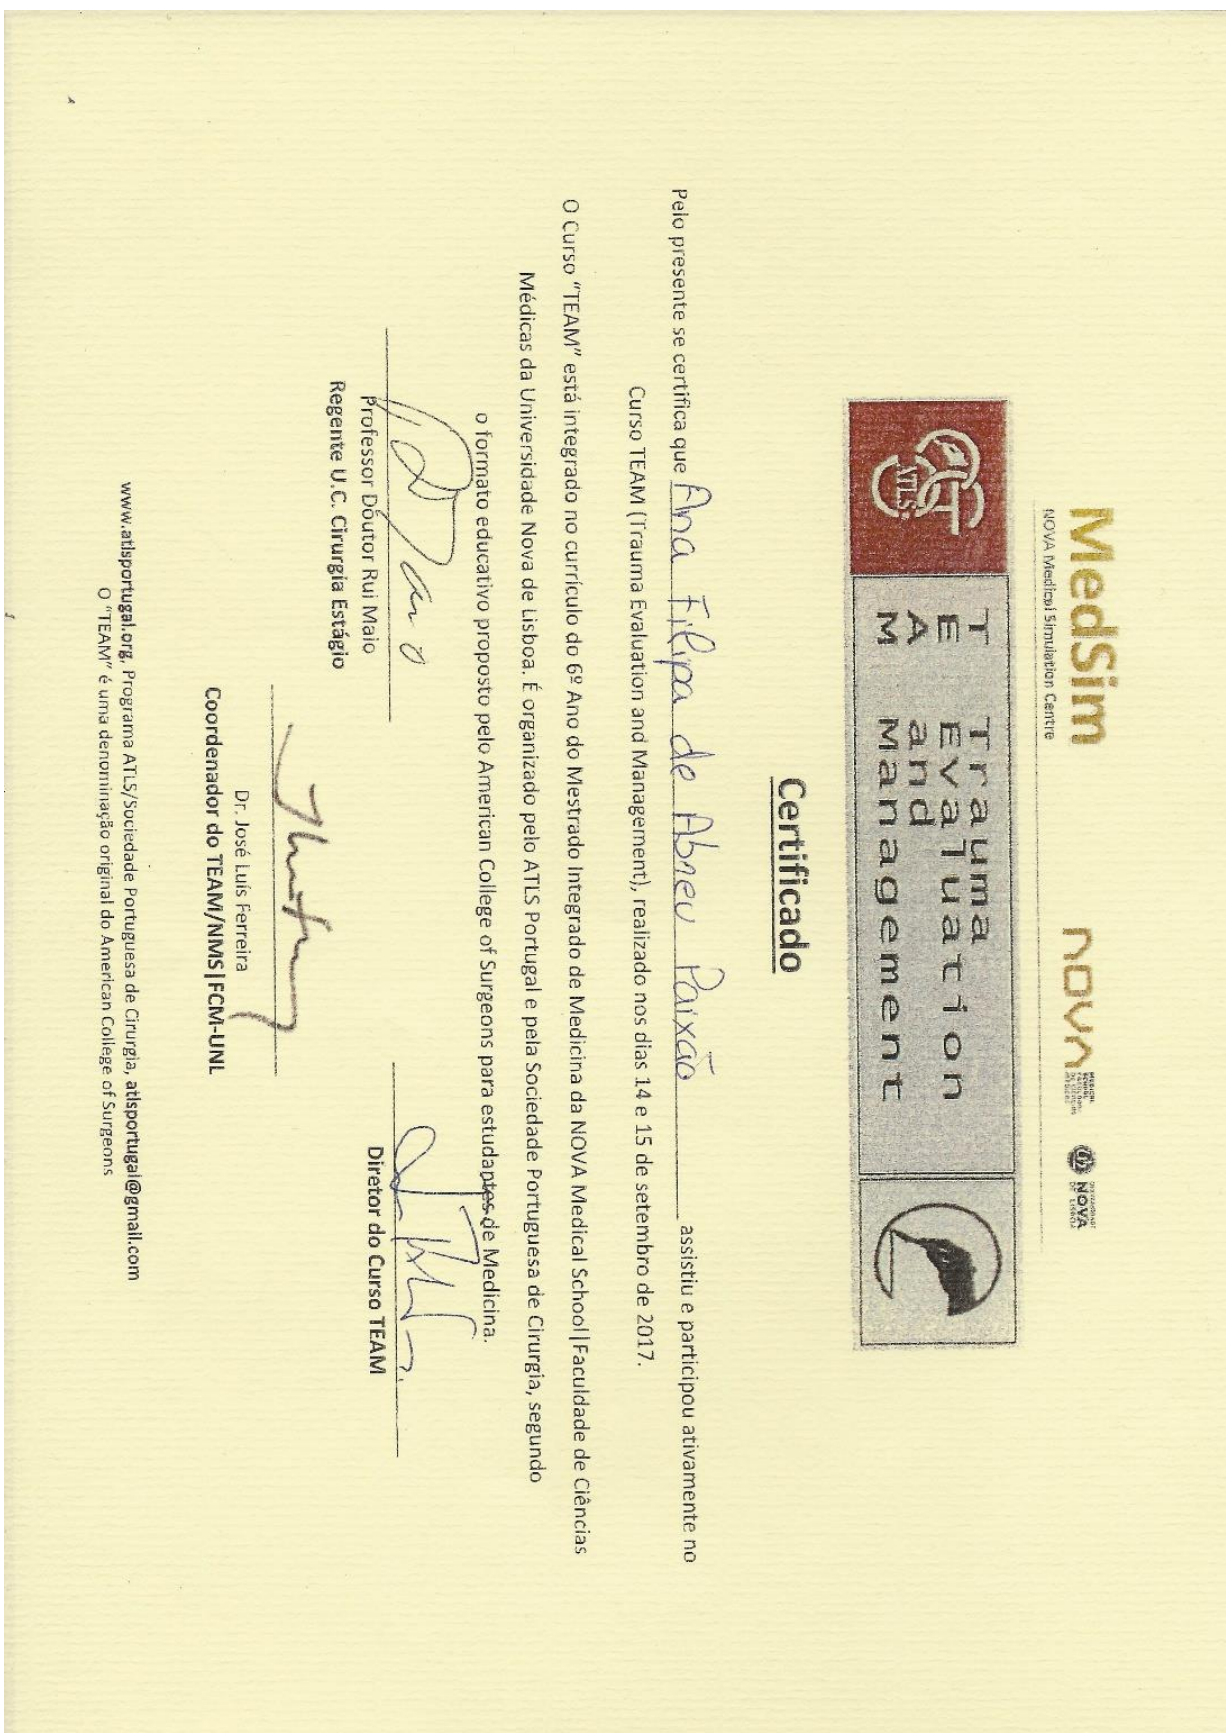 MedSim
NOVA Medical Simulation Centre
NOVA
NOVA
ATLS
T Trauma
E Evaluation
A and
M Management
Certificado
Pelo presente se certifica que Ana Filipa de Abreu Paixão assistiu e participou ativamente no
Curso TEAM (Trauma Evaluation and Management), realizado nos dias 14 e 15 de setembro de 2017.
O Curso "TEAM" está integrado no currículo do 6º Ano do Mestrado Integrado de Medicina da NOVA Medical School|Faculdade de Ciências
Médicas da Universidade Nova de Lisboa. É organizado pelo ATLS Portugal e pela Sociedade Portuguesa de Cirurgia, segundo
o formato educativo proposto pelo American College of Surgeons para estudantes de Medicina.
Professor Doutor Rui Maio
Regente U.C. Cirurgia Estágio
Diretor do Curso TEAM
Dr. José Luís Ferreira
Coordenador do TEAM/NMS|FCM-UNL
www.atlsportugal.org, Programa ATLS/Sociedade Portuguesa de Cirurgia, atlsportugal@gmail.com
O "TEAM" é uma denominação original do American College of Surgeons